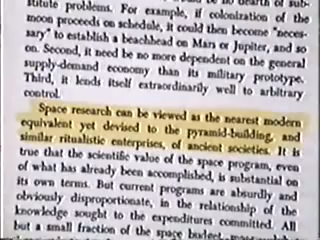 stitute problems. For example, if colonization of the
moon proceeds on schedule, it could then become "neces-
sary" to establish a beachhead on Mars or Jupiter, and so
on. Second, it need be no more dependent on the general
supply-demand economy than its military prototype.
Third, it lends itself extraordinarily well to arbitrary
control.
Space research can be viewed as the nearest modern
equivalent yet devised to the pyramid-building, and
similar ritualistic enterprises, of ancient societies. It is
true that the scientific value of the space program, even
of what has already been accomplished, is substantial on
its own terms. But current programs are absurdly and
obviously disproportionate, in the relationship of the
knowledge sought to the expenditures committed. All
but a small fraction of the space budget,